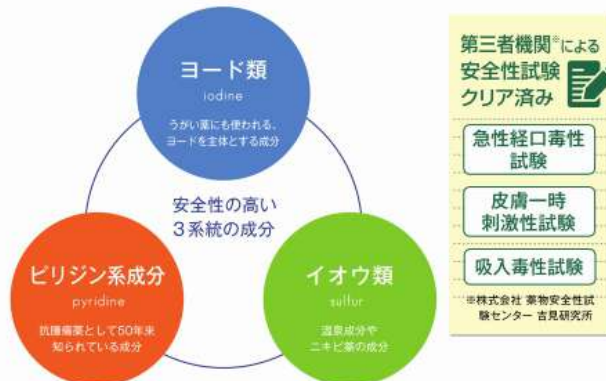 ヨード類
iodine
うがい薬にも使われる、
ヨードを主体とする成分
安全性の高い
3系統の成分
ピリジン系成分
pyridine
抗腫瘍薬として50年来
知られている成分
イオウ類
sulfur
温泉成分や
ニキビ薬の成分
第三者機関※による
安全性試験
クリア済み
急性経口毒性
試験
皮膚一時
刺激性試験
吸入毒性試験
※株式会社 薬物安全性試
験センター 吉見研究所